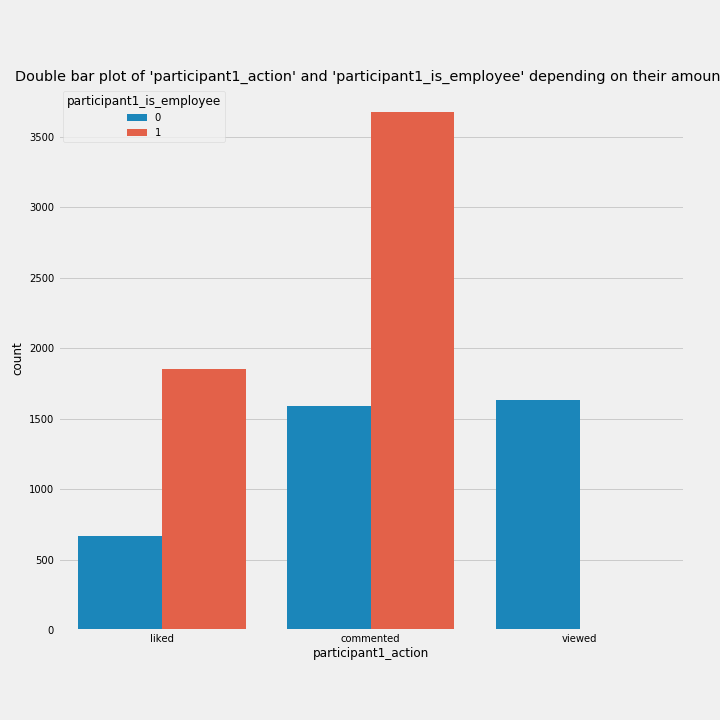 Double bar plot of 'participant1_action' and 'participant1_is_employee' depending on their amoun
participant1_is_employee
0
1
3500
3000
2500
2000
1500
1000
500
0
count
liked commented viewed
participant1_action